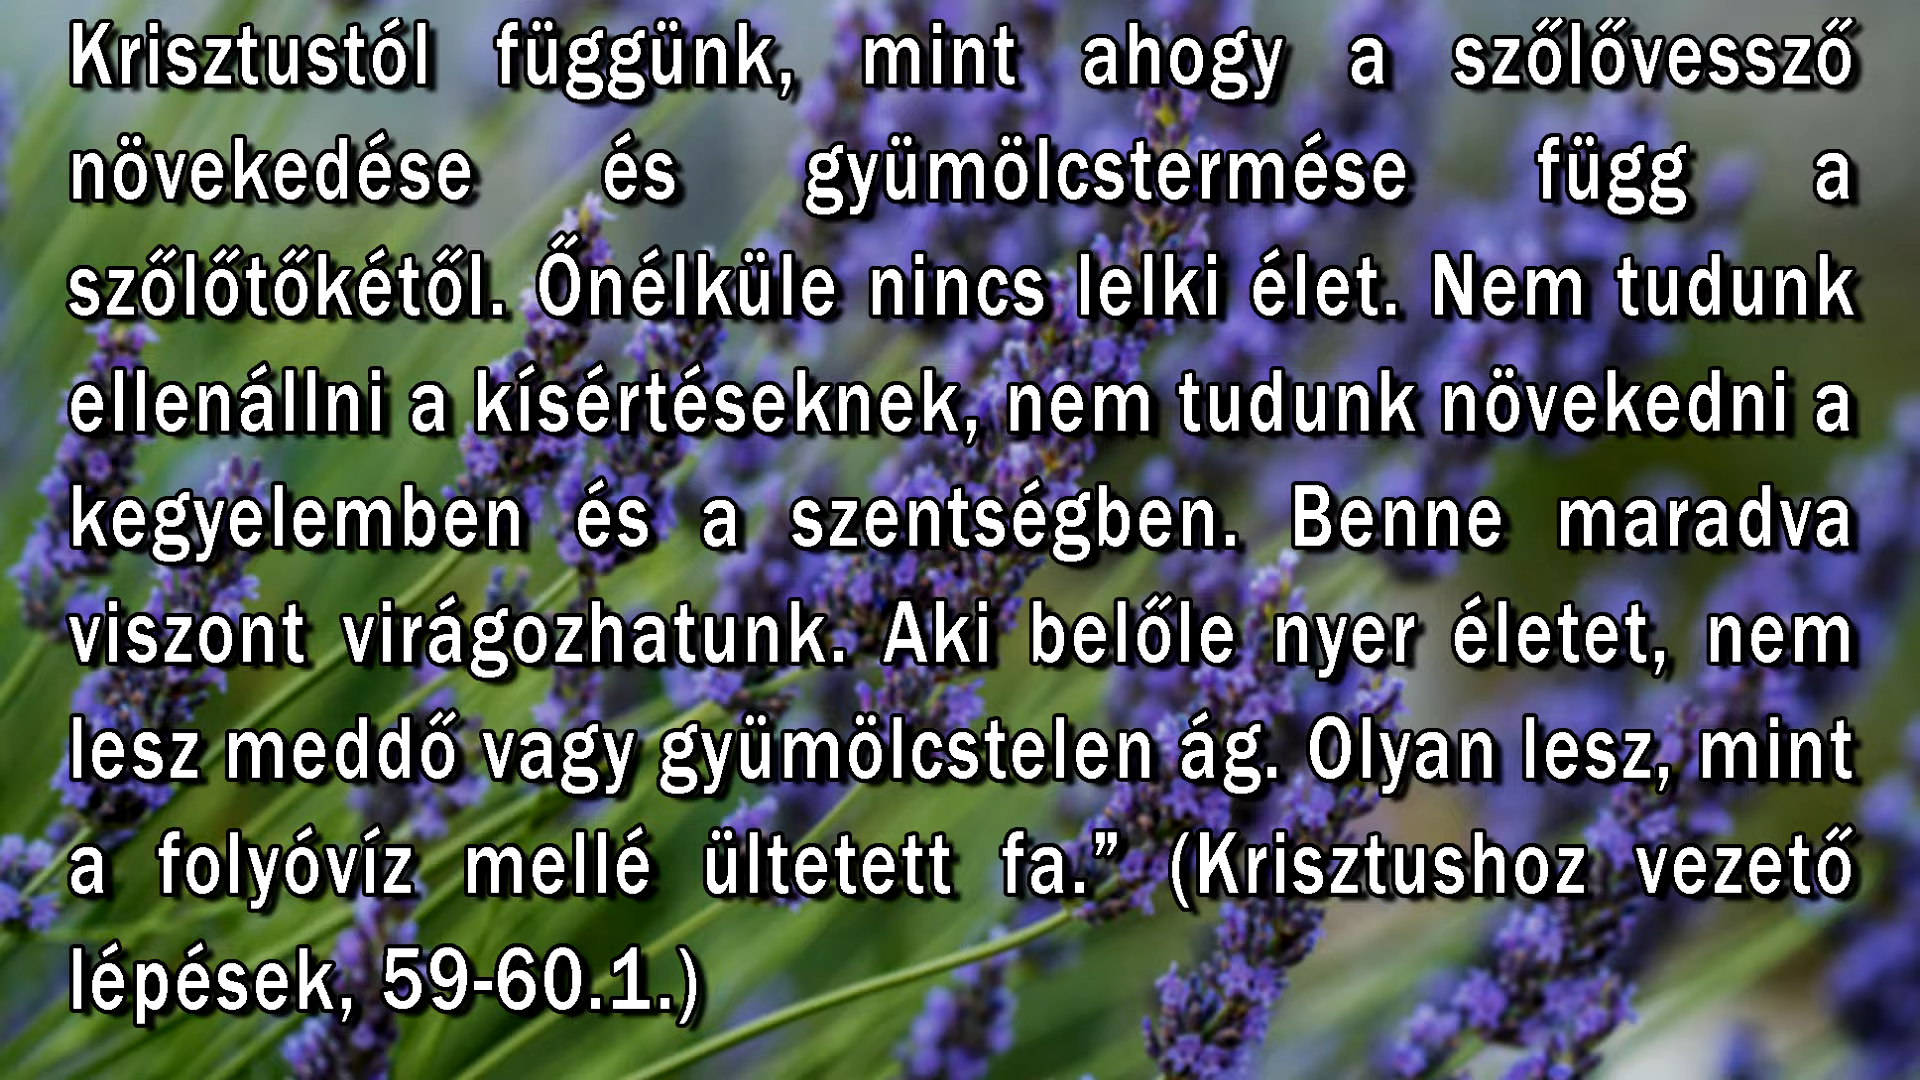 Krisztustól függünk, mint ahogy a szőlővessző
növekedése és gyümölcstermése függ a
szőlőtőkétől. Őnélküle nincs lelki élet. Nem tudunk
ellenállni a kísértéseknek, nem tudunk növekedni a
kegyelemben és a szentségben. Benne maradva
viszont virágozhatunk. Aki belőle nyer életet, nem
lesz meddő vagy gyümölcstelen ág. Olyan lesz, mint
a folyóvíz mellé ültetett fa.” (Krisztushoz vezető
lépések, 59-60.1.)